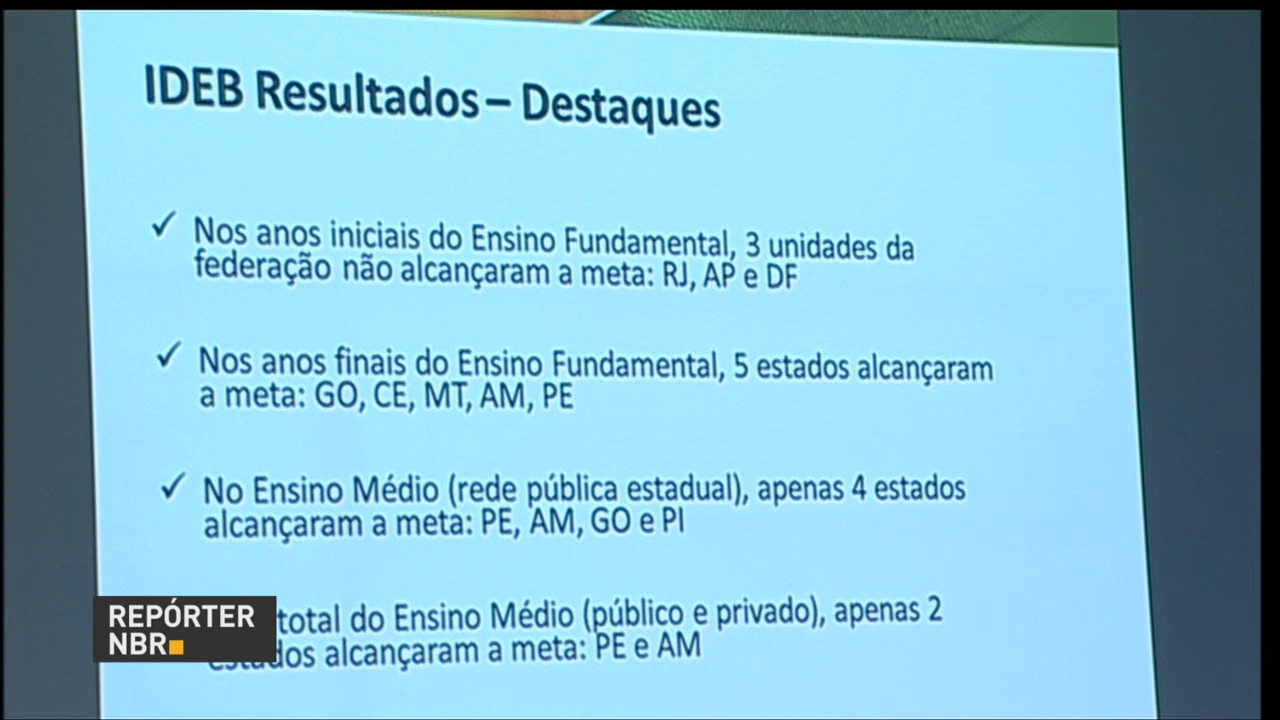 IDEB Resultados – Destaques
✓ Nos anos iniciais do Ensino Fundamental, 3 unidades da
federação não alcançaram a meta: RJ, AP e DF
✓ Nos anos finais do Ensino Fundamental, 5 estados alcançaram
a meta: GO, CE, MT, AM, PE
✓ No Ensino Médio (rede pública estadual), apenas 4 estados
alcançaram a meta: PE, AM, GO e PI
total do Ensino Médio (público e privado), apenas 2
estados alcançaram a meta: PE e AM
REPÓRTER
NBR